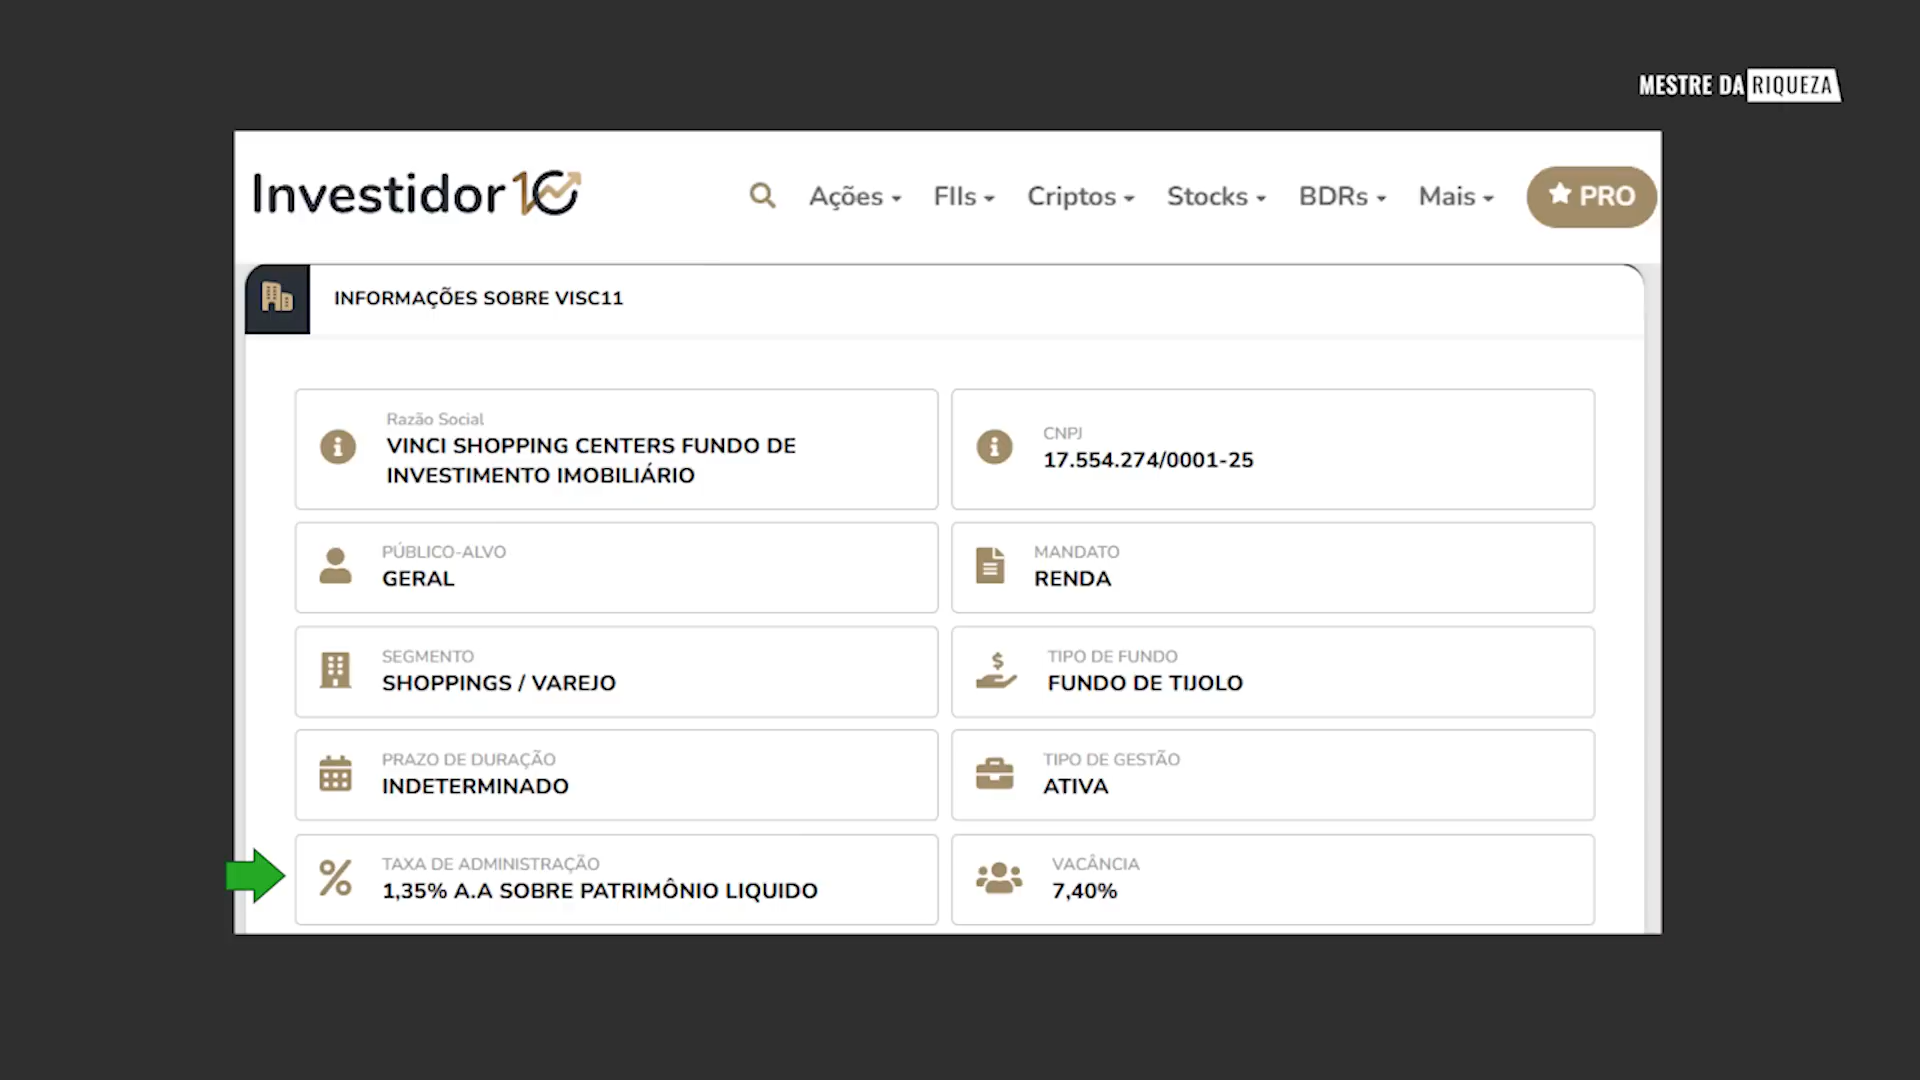 MESTRE DA RIQUEZA
Investidor 10
Ações
FIIs
Criptos
Stocks
BDRs
Mais
PRO
INFORMAÇÕES SOBRE VISC11
Razão Social
VINCI SHOPPING CENTERS FUNDO DE
INVESTIMENTO IMOBILIÁRIO
CNPJ
17.554.274/0001-25
PÚBLICO-ALVO
GERAL
MANDATO
RENDA
SEGMENTO
SHOPPINGS / VAREJO
TIPO DE FUNDO
FUNDO DE TIJOLO
PRAZO DE DURAÇÃO
INDETERMINADO
TIPO DE GESTÃO
ATIVA
TAXA DE ADMINISTRAÇÃO
1,35% A.A SOBRE PATRIMÔNIO LIQUIDO
VACÂNCIA
7,40%